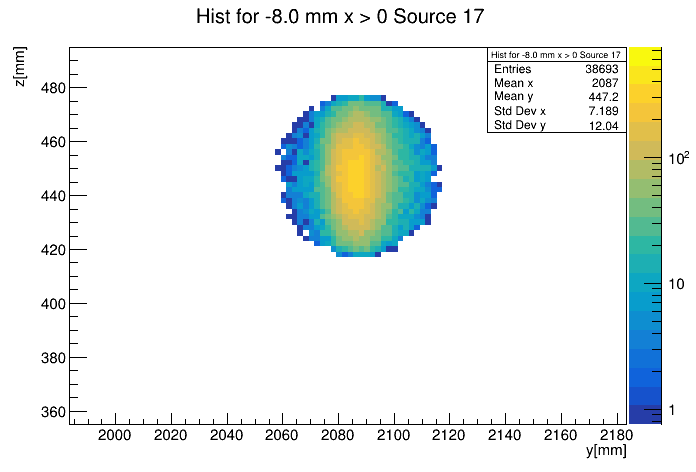 Hist for -8.0 mm x > 0 Source 17
z[mm]
Hist for -8.0 mm x > 0 Source 17
Entries 38693
Mean x 2087
Mean y 447.2
Std Dev x 7.189
Std Dev y 12.04
480
460
440
420
400
380
360
2000 2020 2040 2060 2080 2100 2120 2140 2160 2180
y[mm]
10²
10
1